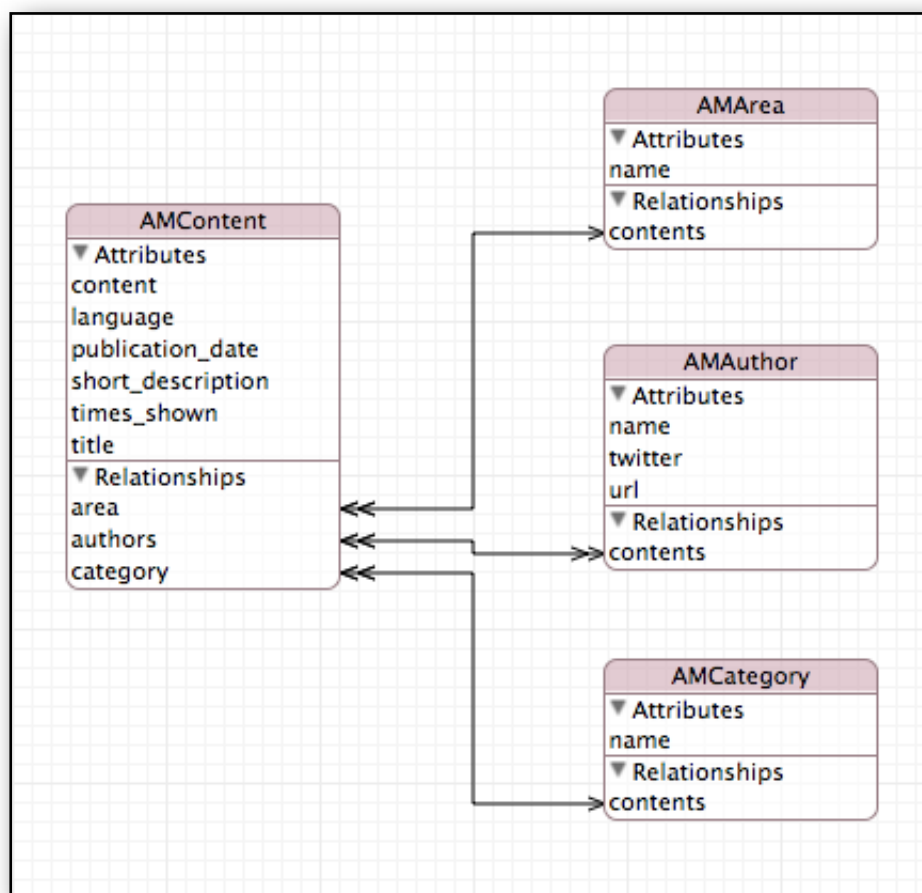 AMContent
Attributes
content
language
publication_date
short_description
times_shown
title
Relationships
area
authors
category
AMArea
Attributes
name
Relationships
contents
AMAuthor
Attributes
name
twitter
url
Relationships
contents
AMCategory
Attributes
name
Relationships
contents